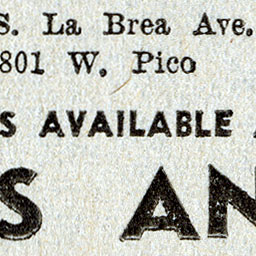 S. La Brea Ave.
801 W. Pico
S AVAILABLE A
S AN